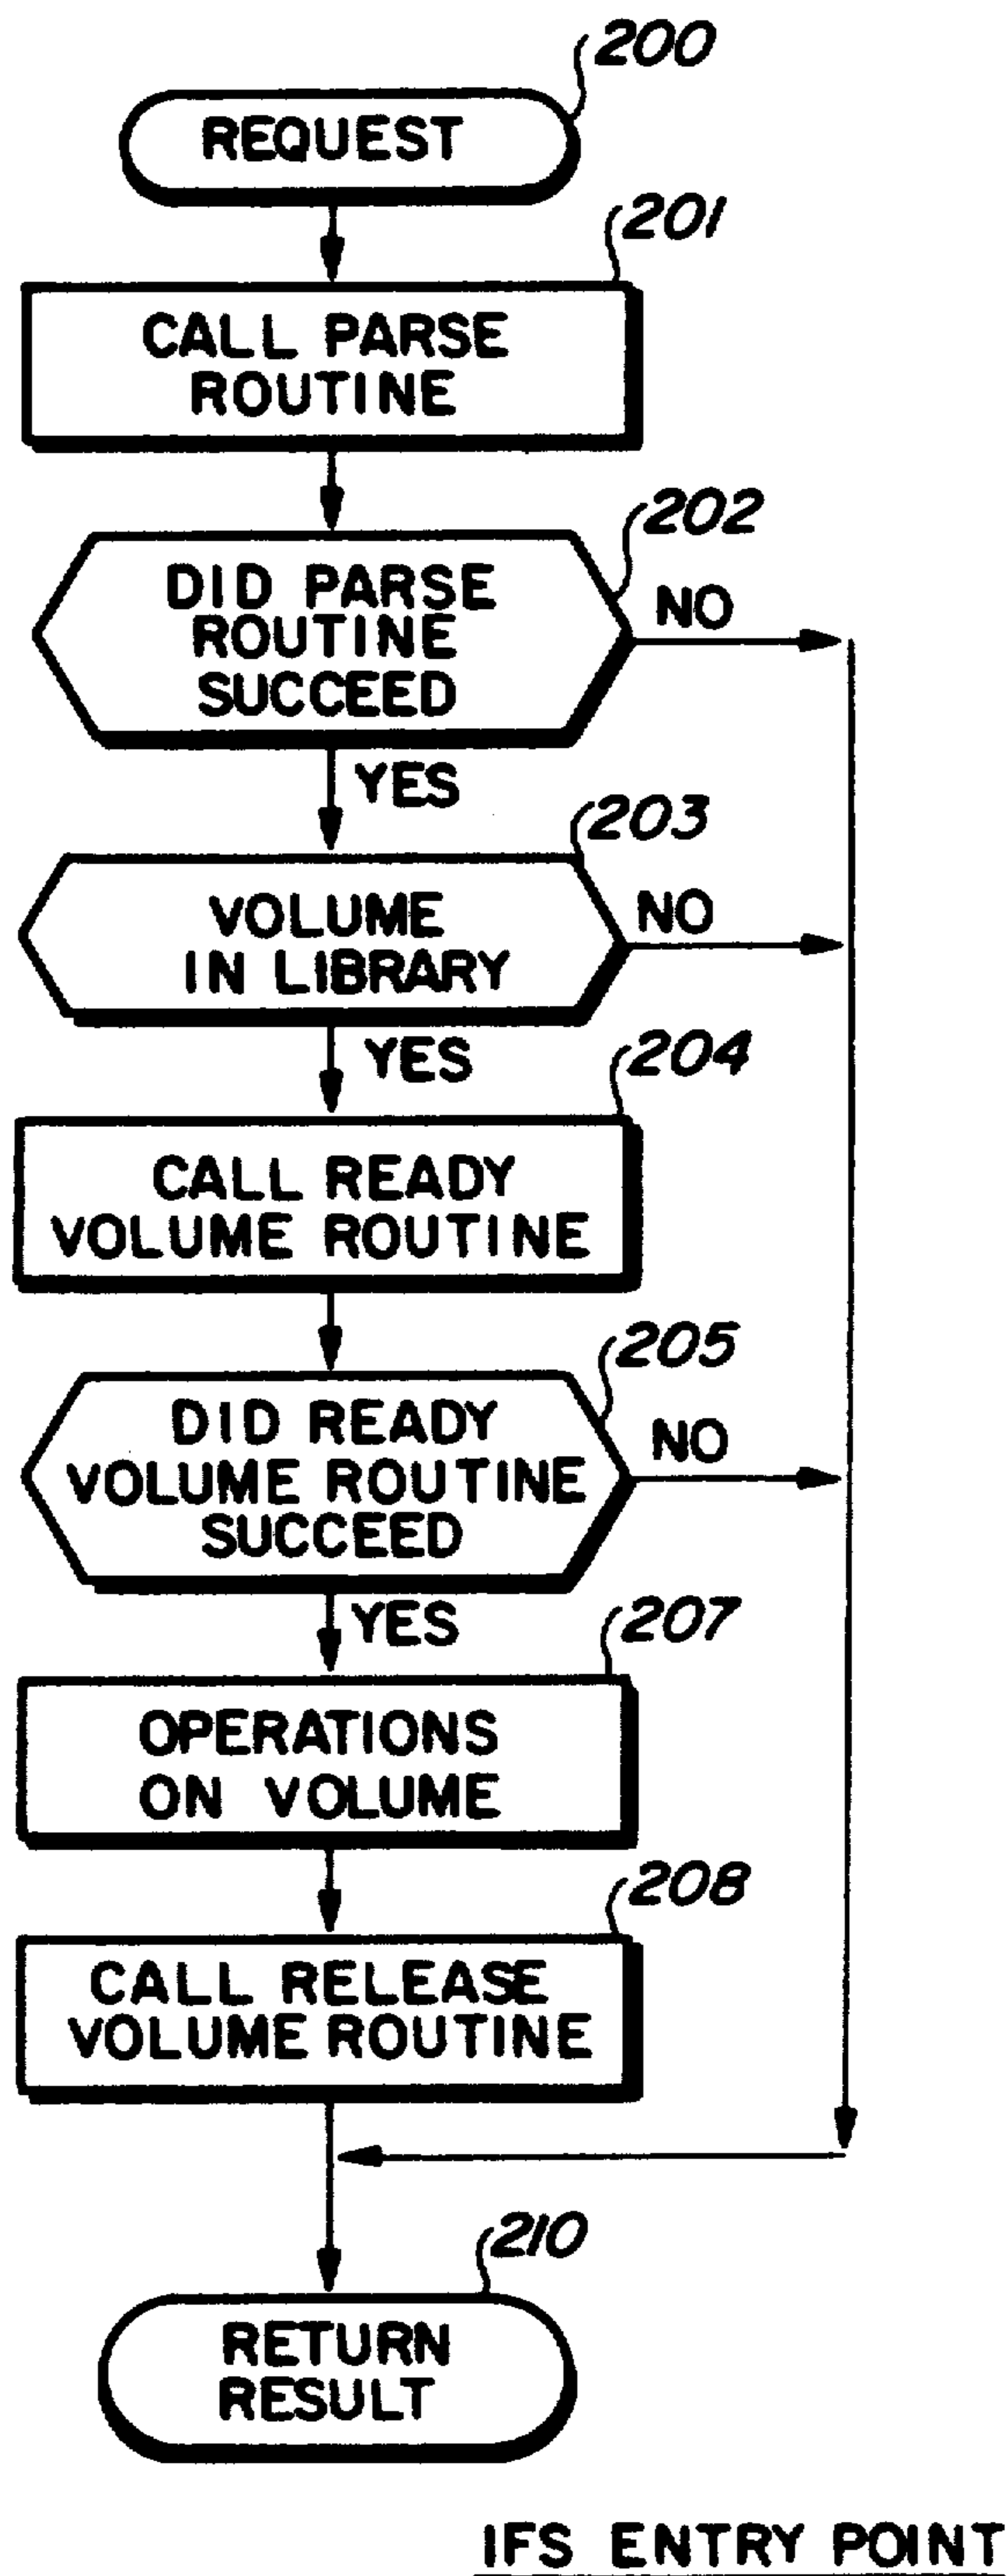 200
REQUEST
201
CALL PARSE
ROUTINE
202
DID PARSE
ROUTINE
SUCCEED
NO
YES
203
VOLUME
IN LIBRARY
NO
YES
204
CALL READY
VOLUME ROUTINE
205
DID READY
VOLUME ROUTINE
SUCCEED
NO
YES
207
OPERATIONS
ON VOLUME
208
CALL RELEASE
VOLUME ROUTINE
210
RETURN
RESULT
IFS ENTRY POINT